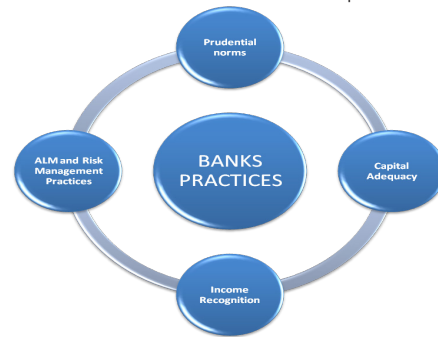 Prudential
norms
ALM and Risk
Management
Practices
BANKS
PRACTICES
Capital
Adequacy
Income
Recognition